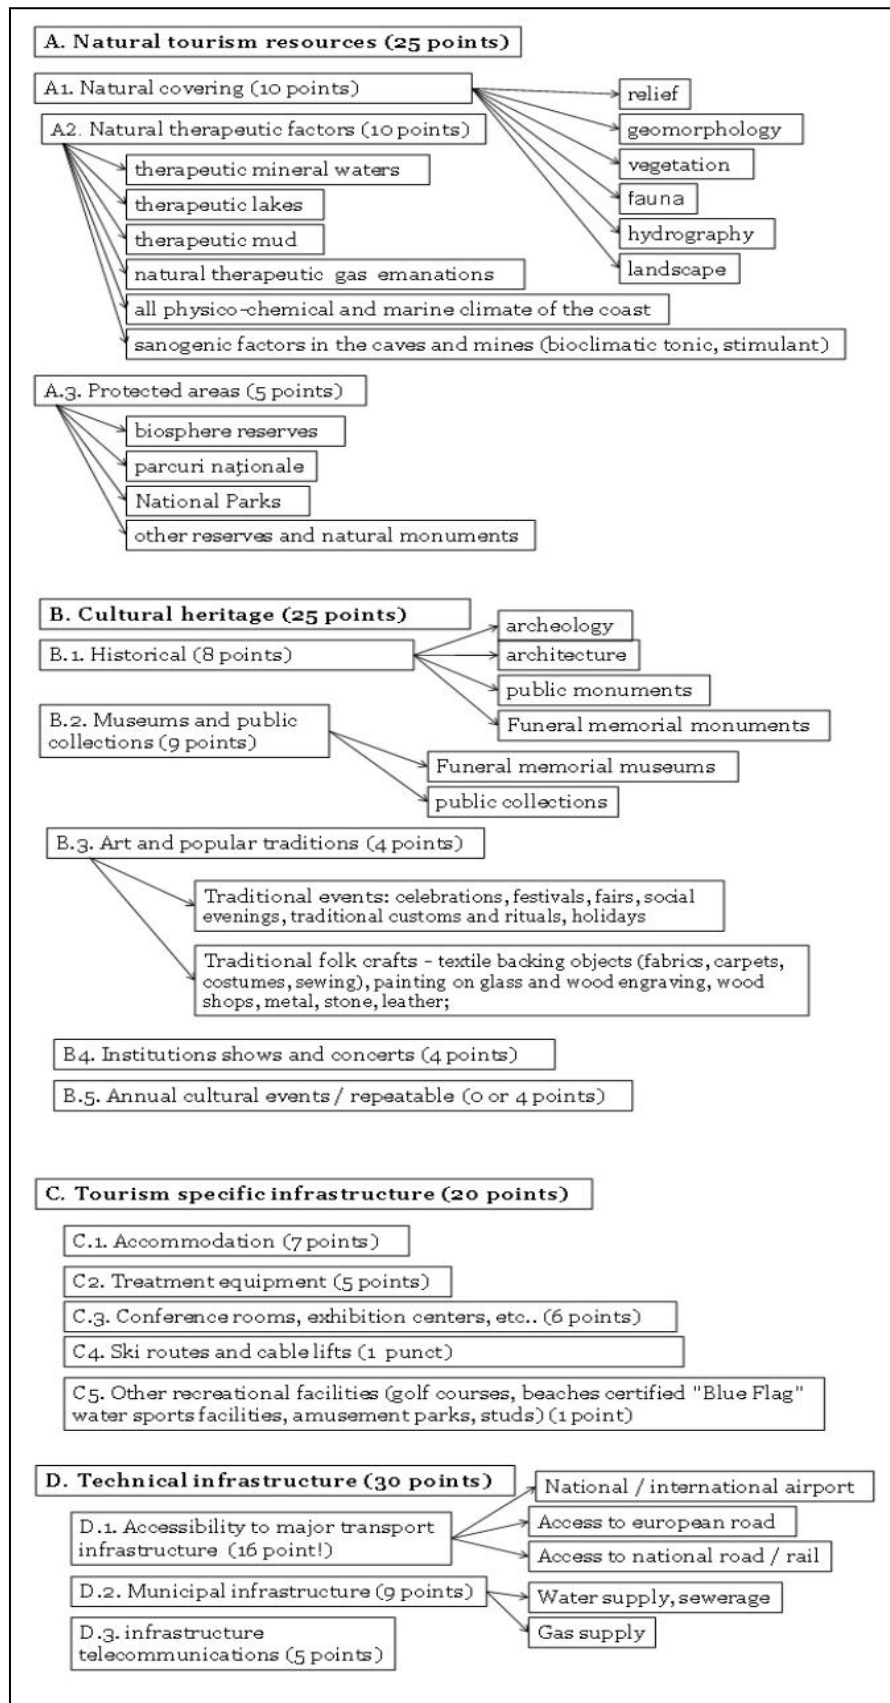 A. Natural tourism resources (25 points)
A1. Natural covering (10 points)
relief
geomorphology
vegetation
fauna
hydrography
landscape
A2. Natural therapeutic factors (10 points)
therapeutic mineral waters
therapeutic lakes
therapeutic mud
natural therapeutic gas emanations
all physico-chemical and marine climate of the coast
sanogenic factors in the caves and mines (bioclimatic tonic, stimulant)
A.3. Protected areas (5 points)
biosphere reserves
parcuri naţionale
National Parks
other reserves and natural monuments
B. Cultural heritage (25 points)
B.1. Historical (8 points)
archeology
architecture
public monuments
Funeral memorial monuments
B.2. Museums and public
collections (9 points)
Funeral memorial museums
public collections
B.3. Art and popular traditions (4 points)
Traditional events: celebrations, festivals, fairs, social
evenings, traditional customs and rituals, holidays
Traditional folk crafts - textile backing objects (fabrics, carpets,
costumes, sewing), painting on glass and wood engraving, wood
shops, metal, stone, leather;
B4. Institutions shows and concerts (4 points)
B.5. Annual cultural events / repeatable (0 or 4 points)
C. Tourism specific infrastructure (20 points)
C.1. Accommodation (7 points)
C2. Treatment equipment (5 points)
C.3. Conference rooms, exhibition centers, etc.. (6 points)
C4. Ski routes and cable lifts (1 punct)
C5. Other recreational facilities (golf courses, beaches certified "Blue Flag"
water sports facilities, amusement parks, studs) (1 point)
D. Technical infrastructure (30 points)
D.1. Accessibility to major transport
infrastructure (16 point!)
National / international airport
Access to european road
Access to national road / rail
D.2. Municipal infrastructure (9 points)
Water supply, sewerage
Gas supply
D.3. infrastructure
telecommunications (5 points)